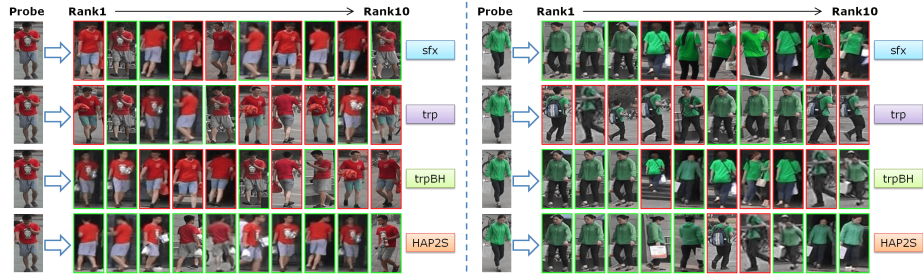 Probe Rank1 Rank10
sfx
trp
trpBH
HAP2S
Probe Rank1 Rank10
sfx
trp
trpBH
HAP2S